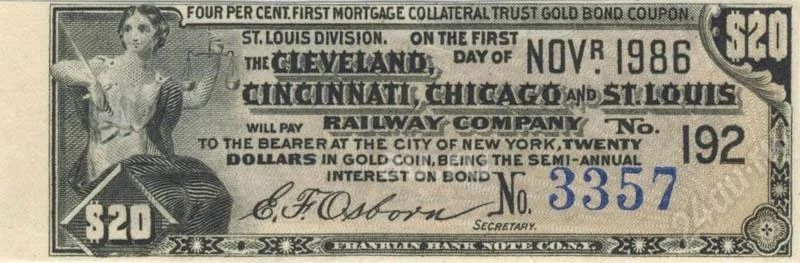 FOUR PER CENT. FIRST MORTGAGE COLLATERAL TRUST GOLD BOND COUPON.
$20
ST. LOUIS DIVISION. ON THE FIRST
THE CLEVELAND, DAY OF NOVR. 1986
CINCINNATI, CHICAGO AND ST. LOUIS
WILL PAY RAILWAY COMPANY No. 192
TO THE BEARER AT THE CITY OF NEW YORK, TWENTY
DOLLARS IN GOLD COIN, BEING THE SEMI-ANNUAL
INTEREST ON BOND No. 3357
E. F. Osborn
SECRETARY.
$20
FRANKLIN BANK NOTE CO. N.Y.